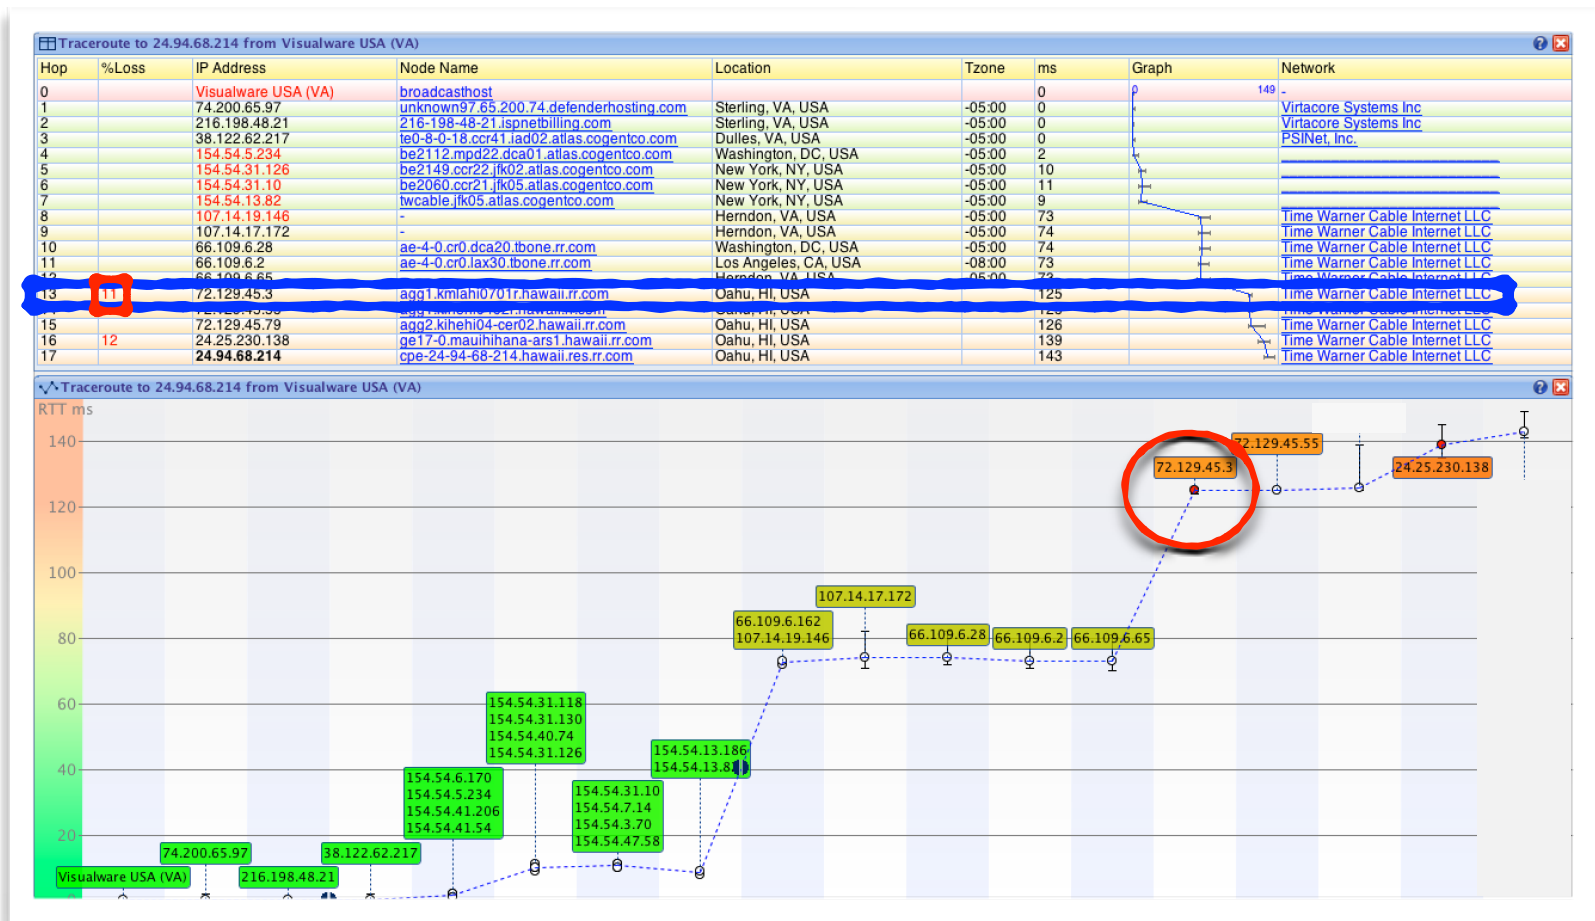 Traceroute to 24.94.68.214 from Visualware USA (VA)
Hop %Loss IP Address Node Name Location Tzone ms Graph Network
0 Visualware USA (VA) broadcasthost 0 0 149 -
1 74.200.65.97 unknown97.65.200.74.defenderhosting.com Sterling, VA, USA -05:00 0 Virtacore Systems Inc
2 216.198.48.21 216-198-48-21.ispnetbilling.com Sterling, VA, USA -05:00 0 Virtacore Systems Inc
3 38.122.62.217 te0-8-0-18.ccr41.iad02.atlas.cogentco.com Dulles, VA, USA -05:00 0 PSINet, Inc.
4 154.54.5.234 be2112.mpd22.dca01.atlas.cogentco.com Washington, DC, USA -05:00 2
5 154.54.31.126 be2149.ccr22.jfk02.atlas.cogentco.com New York, NY, USA -05:00 10
6 154.54.31.10 be2060.ccr21.jfk05.atlas.cogentco.com New York, NY, USA -05:00 11
7 154.54.13.82 twcable.jfk05.atlas.cogentco.com New York, NY, USA -05:00 9
8 107.14.19.146 - Herndon, VA, USA -05:00 73 Time Warner Cable Internet LLC
9 107.14.17.172 - Herndon, VA, USA -05:00 74 Time Warner Cable Internet LLC
10 66.109.6.28 ae-4-0.cr0.dca20.tbone.rr.com Washington, DC, USA -05:00 74 Time Warner Cable Internet LLC
11 66.109.6.2 ae-4-0.cr0.lax30.tbone.rr.com Los Angeles, CA, USA -08:00 73 Time Warner Cable Internet LLC
12 66.109.6.65 Herndon, VA, USA -05:00 73 Time Warner Cable Internet LLC
13 11 72.129.45.3 agg1.kmlahi0701r.hawaii.rr.com Oahu, HI, USA 125 Time Warner Cable Internet LLC
15 72.129.45.79 agg2.kihehi04-cer02.hawaii.rr.com Oahu, HI, USA 126 Time Warner Cable Internet LLC
16 12 24.25.230.138 ge17-0.mauihihana-ars1.hawaii.rr.com Oahu, HI, USA 139 Time Warner Cable Internet LLC
17 24.94.68.214 cpe-24-94-68-214.hawaii.res.rr.com Oahu, HI, USA 143 Time Warner Cable Internet LLC
Traceroute to 24.94.68.214 from Visualware USA (VA)
RTT ms
140
72.129.45.3
72.129.45.55
24.25.230.138
120
100
107.14.17.172
66.109.6.162
107.14.19.146
66.109.6.28
66.109.6.2
66.109.6.65
80
60
154.54.31.118
154.54.31.130
154.54.40.74
154.54.31.126
154.54.13.186
154.54.13.82
40
154.54.6.170
154.54.5.234
154.54.41.206
154.54.41.54
154.54.31.10
154.54.7.14
154.54.3.70
154.54.47.58
20
74.200.65.97
38.122.62.217
Visualware USA (VA)
216.198.48.21